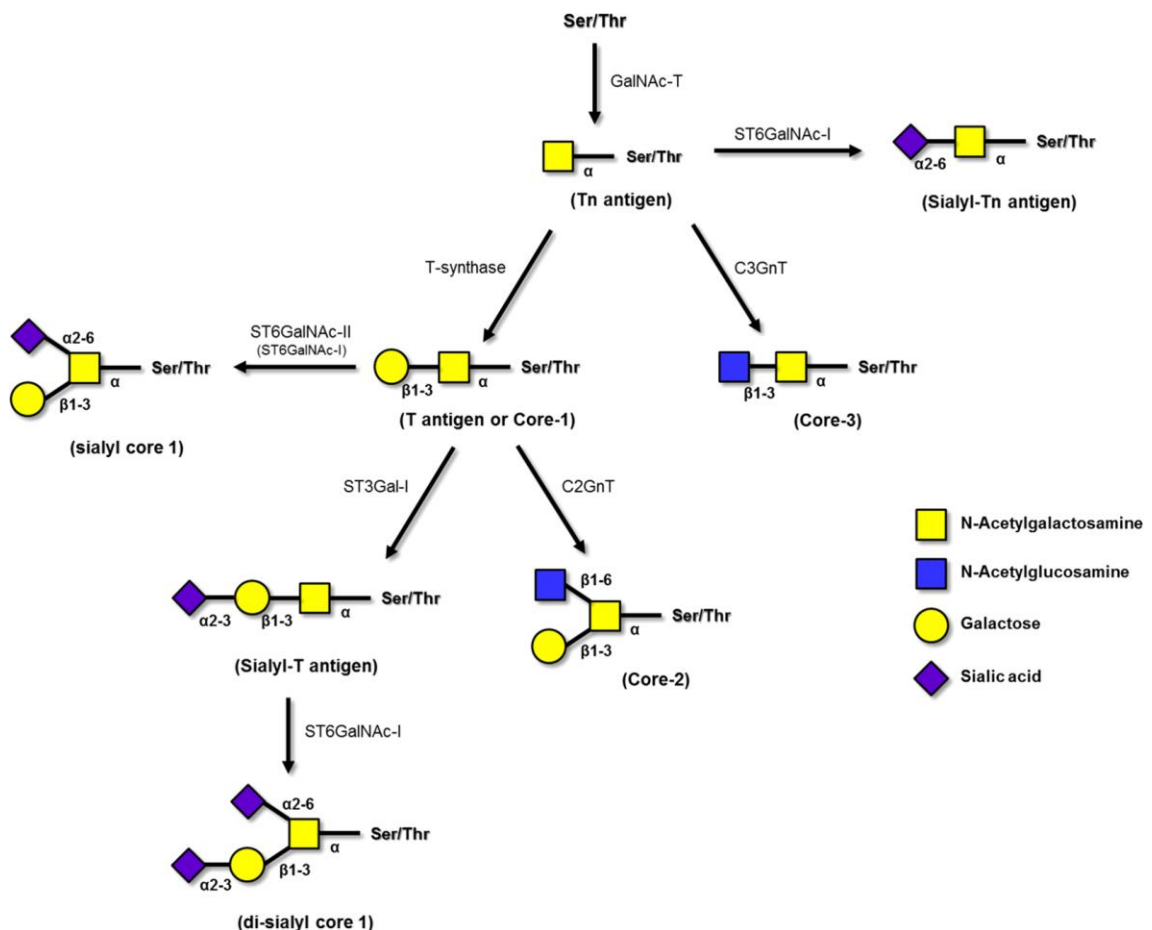 Ser/Thr
GalNAc-T
Ser/Thr
α
(Tn antigen)
ST6GalNAc-I
α2-6
α
Ser/Thr
(Sialyl-Tn antigen)
T-synthase
C3GnT
α2-6
β1-3
α
Ser/Thr
(sialyl core 1)
ST6GalNAc-II
(ST6GalNAc-I)
β1-3
α
Ser/Thr
(T antigen or Core-1)
β1-3
α
Ser/Thr
(Core-3)
ST3Gal-I
C2GnT
α2-3
β1-3
α
Ser/Thr
(Sialyl-T antigen)
β1-6
β1-3
α
Ser/Thr
(Core-2)
N-Acetylgalactosamine
N-Acetylglucosamine
Galactose
Sialic acid
ST6GalNAc-I
α2-6
α2-3
β1-3
α
Ser/Thr
(di-sialyl core 1)